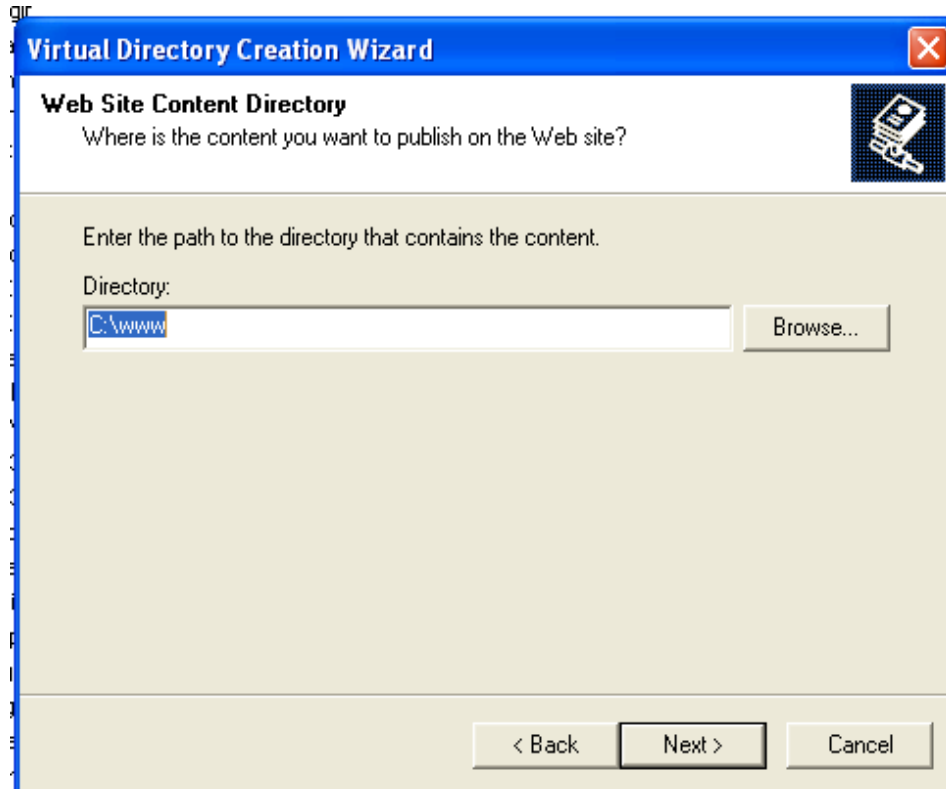 Virtual Directory Creation Wizard
Web Site Content Directory
Where is the content you want to publish on the Web site?
Enter the path to the directory that contains the content.
Directory:
C:\www
Browse...
< Back
Next >
Cancel